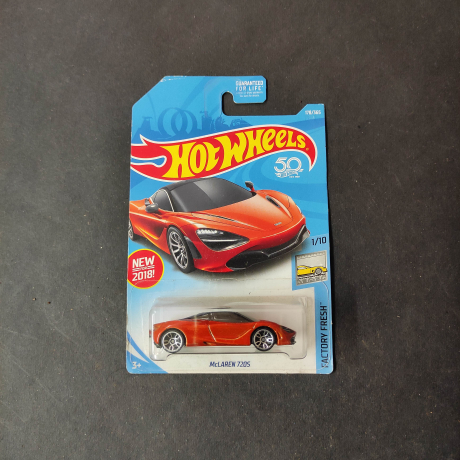 GUARANTEED
FOR LIFE
HOT WHEELS
50
1/10
NEW
2018!
FACTORY FRESH
3+
McLAREN 720S